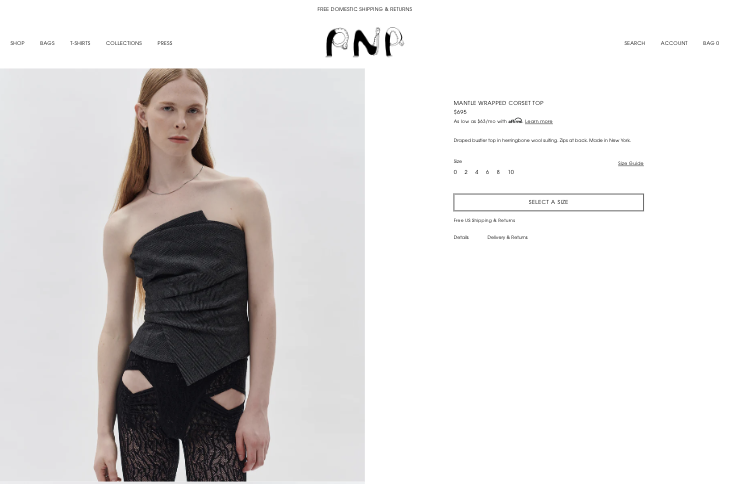 FREE DOMESTIC SHIPPING & RETURNS
SHOP BAGS T-SHIRTS COLLECTIONS PRESS
PNP
SEARCH ACCOUNT BAG 0
MANTLE WRAPPED CORSET TOP
$695
As low as $63/mo with affirm. Learn more
Draped bustier top in herringbone wool suiting. Zips at back. Made in New York.
Size
Size Guide
0 2 4 6 8 10
SELECT A SIZE
Free US Shipping & Returns
Details Delivery & Returns